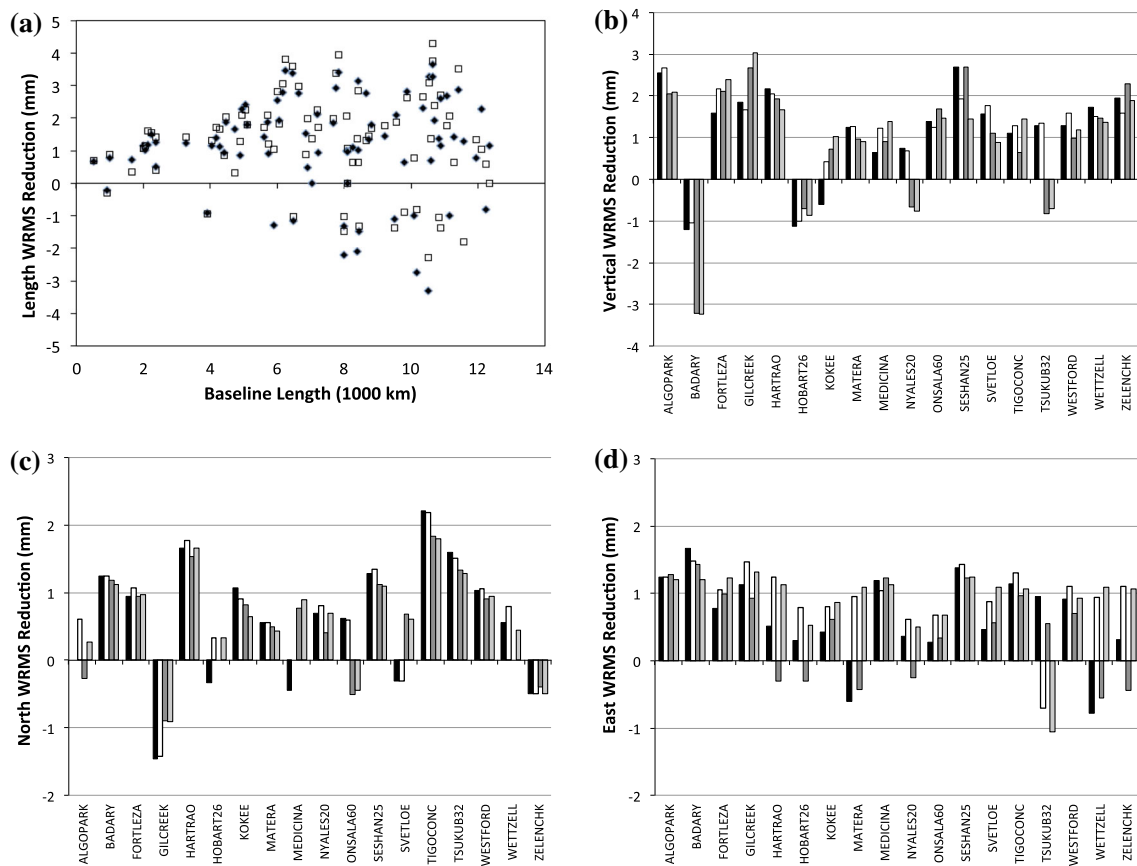 (a)
Length WRMS Reduction (mm)
5
4
3
2
1
0
-1
-2
-3
-4
-5
0 2 4 6 8 10 12 14
Baseline Length (1000 km)
(b)
Vertical WRMS Reduction (mm)
4
3
2
1
0
-1
-2
-3
-4
ALGOPARK
BADARY
FORTLEZA
GILCREEK
HARTRAO
HOBART26
KOKEE
MATERA
MEDICINA
NYALES20
ONSALA60
SESHAN25
SVETLOE
TIGOCONC
TSUKUB32
WESTFORD
WETTZELL
ZELENCHK
(c)
North WRMS Reduction (mm)
3
2
1
0
-1
-2
ALGOPARK
BADARY
FORTLEZA
GILCREEK
HARTRAO
HOBART26
KOKEE
MATERA
MEDICINA
NYALES20
ONSALA60
SESHAN25
SVETLOE
TIGOCONC
TSUKUB32
WESTFORD
WETTZELL
ZELENCHK
(d)
East WRMS Reduction (mm)
3
2
1
0
-1
-2
ALGOPARK
BADARY
FORTLEZA
GILCREEK
HARTRAO
HOBART26
KOKEE
MATERA
MEDICINA
NYALES20
ONSALA60
SESHAN25
SVETLOE
TIGOCONC
TSUKUB32
WESTFORD
WETTZELL
ZELENCHK